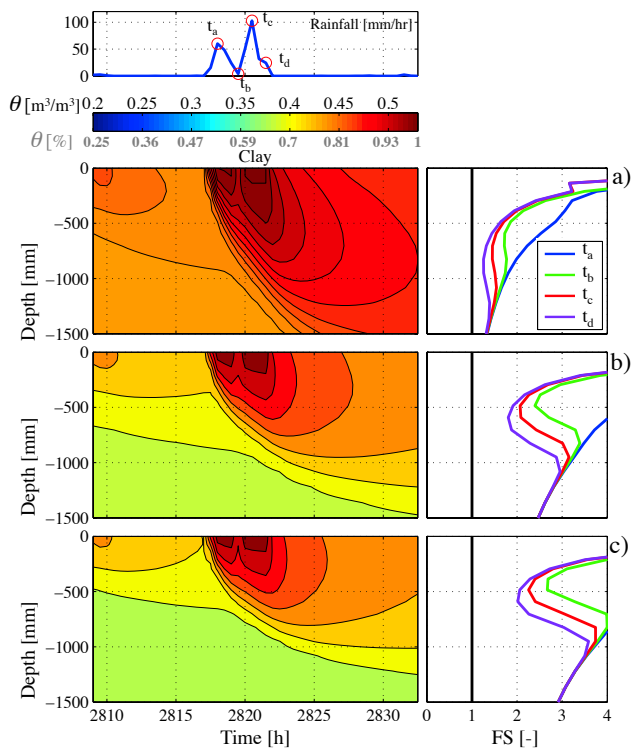 100
50
0
Rainfall [mm/hr]
t_a
t_b
t_c
t_d
θ [m³/m³]
0.2 0.25 0.3 0.35 0.4 0.45 0.5
θ [%]
0.25 0.36 0.46 0.57 0.67 0.81 0.93 1
Clay
0
−500
−1000
−1500
Depth [mm]
a)
t_a
t_b
t_c
t_d
0
−500
−1000
−1500
Depth [mm]
b)
0
−500
−1000
−1500
Depth [mm]
c)
2810 2815 2820 2825 2830
Time [h]
0 1 2 3 4
FS [-]